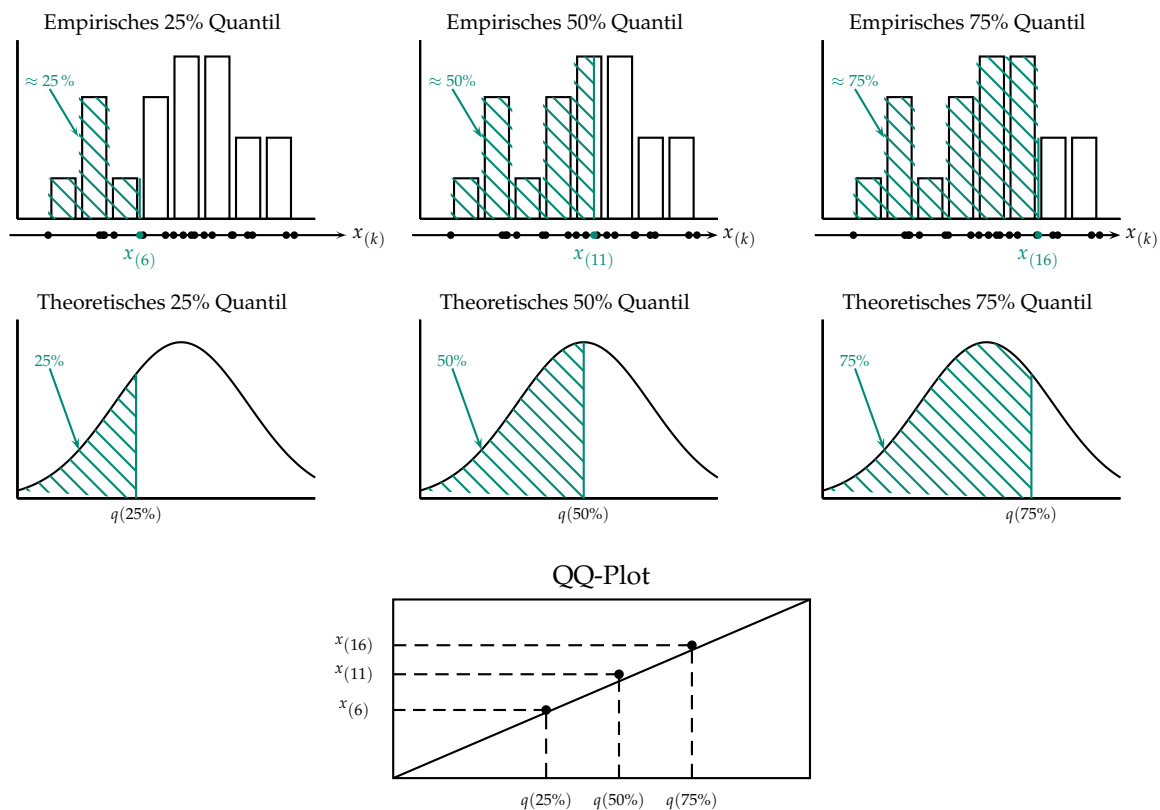 Empirisches 25% Quantil
Empirisches 50% Quantil
Empirisches 75% Quantil
≈ 25%
≈ 50%
≈ 75%
x(k)
x(k)
x(k)
x(6)
x(11)
x(16)
Theoretisches 25% Quantil
Theoretisches 50% Quantil
Theoretisches 75% Quantil
25%
50%
75%
q(25%)
q(50%)
q(75%)
QQ-Plot
x(16)
x(11)
x(6)
q(25%) q(50%) q(75%)